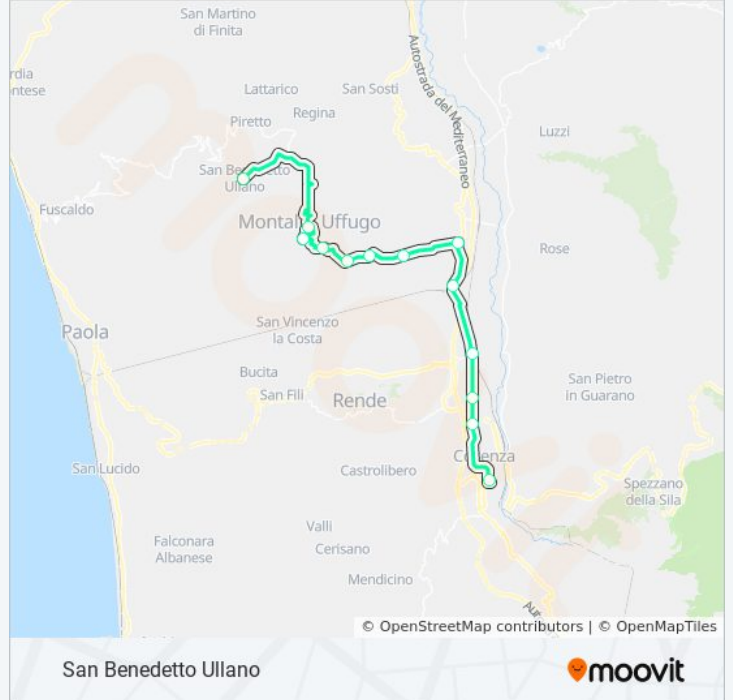 San Martino
di Finita
rdia
ntese
Lattarico
San Sosti
Regina
Piretto
Autostrada del Mediterraneo
Luzzi
San Benedetto
Ullano
Fuscaldo
Montalto Uffugo
Rose
San Vincenzo
la Costa
Paola
Bucita
San Fili
Rende
San Pietro
in Guarano
Cosenza
San Lucido
Castrolibero
Spezzano
della Sila
Valli
Falconara
Albanese
Cerisano
Mendicino
Aut
© OpenStreetMap contributors | © OpenMapTiles
San Benedetto Ullano
moovit